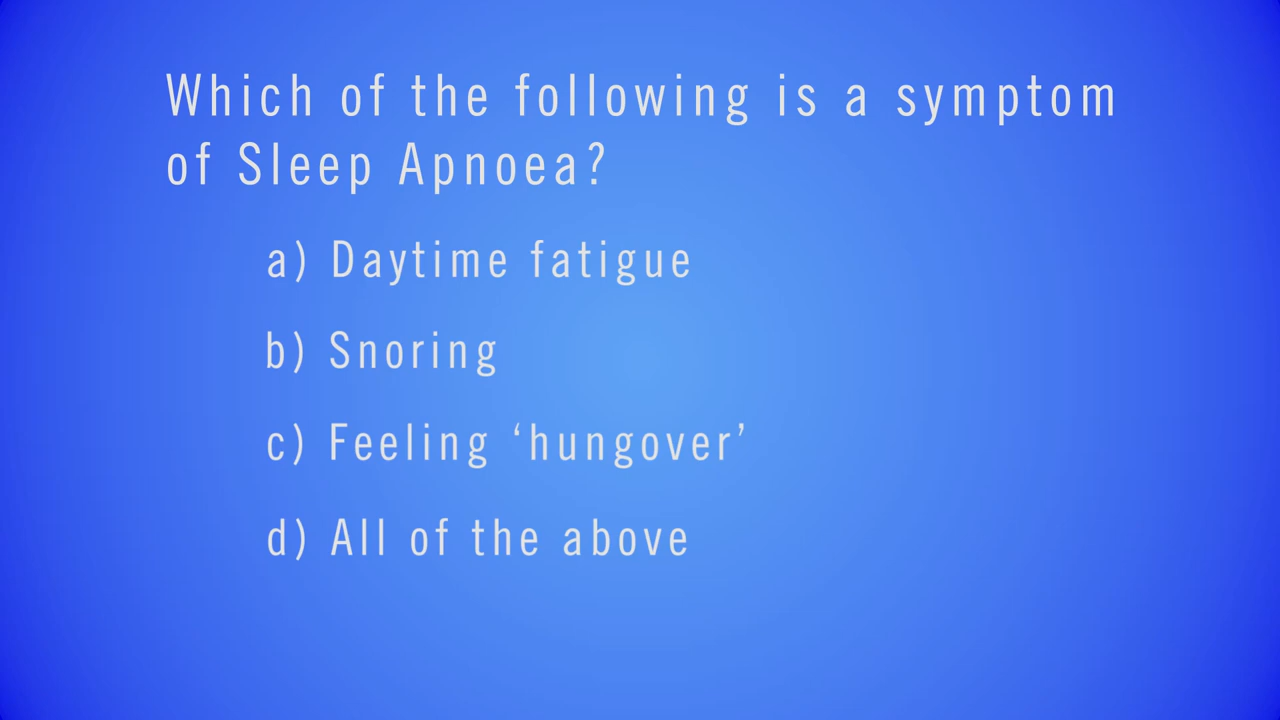 Which of the following is a symptom
of Sleep Apnoea?
a) Daytime fatigue
b) Snoring
c) Feeling ‘hungover’
d) All of the above